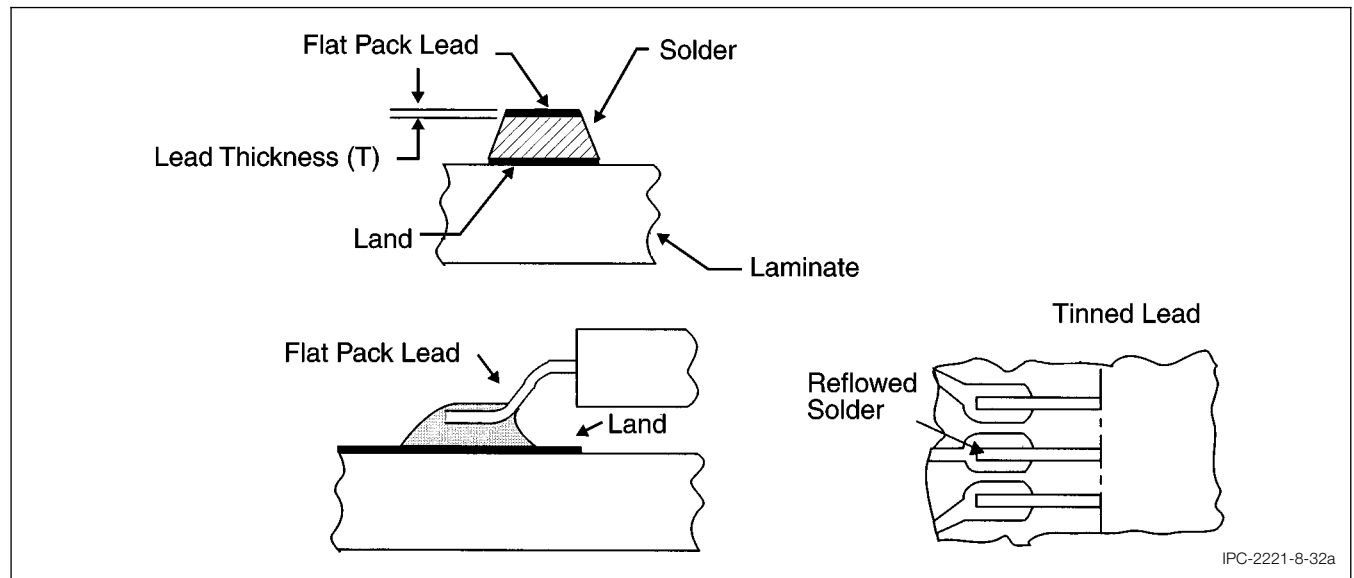 Flat Pack Lead
Solder
Lead Thickness (T)
Land
Laminate
Flat Pack Lead
Land
Tinned Lead
Reflowed
Solder
IPC-2221-8-32a